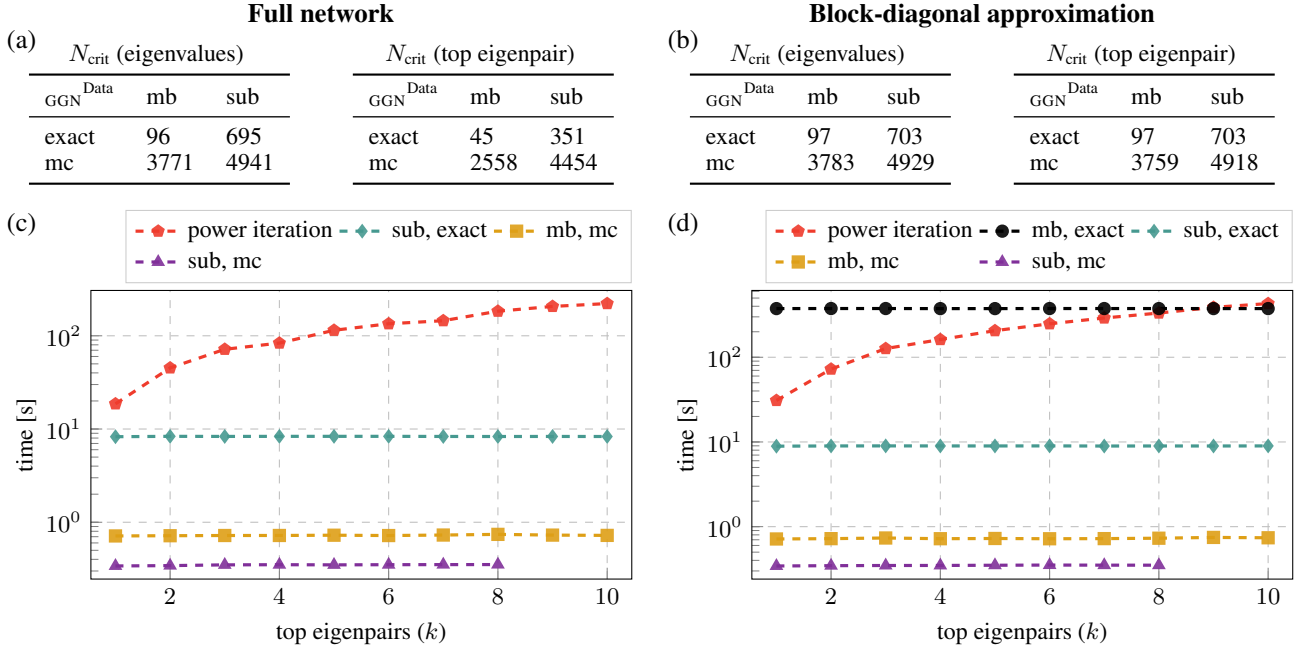 Full network
Block-diagonal approximation
(a)
N_crit (eigenvalues)
GGN^Data mb sub
exact 96 695
mc 3771 4941
N_crit (top eigenpair)
GGN^Data mb sub
exact 45 351
mc 2558 4454
(b)
N_crit (eigenvalues)
GGN^Data mb sub
exact 97 703
mc 3783 4929
N_crit (top eigenpair)
GGN^Data mb sub
exact 97 703
mc 3759 4918
(c)
power iteration sub, exact mb, mc
sub, mc
10^2
10^1
10^0
time [s]
2 4 6 8 10
top eigenpairs (k)
(d)
power iteration mb, exact sub, exact
mb, mc sub, mc
10^2
10^1
10^0
time [s]
2 4 6 8 10
top eigenpairs (k)